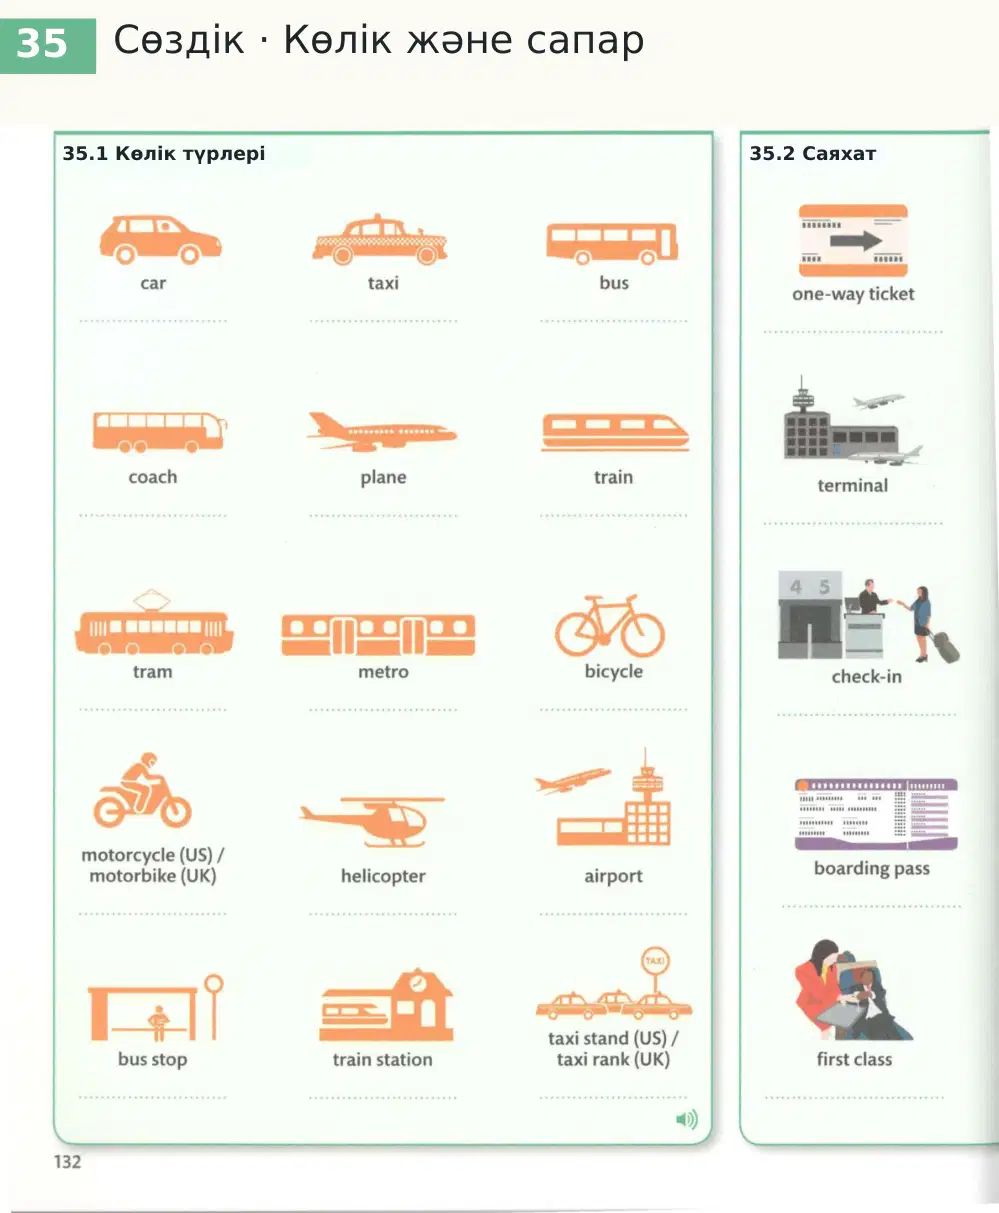 35
Сөздік · Көлік және сапар
35.1 Көлік түрлері
car
taxi
bus
coach
plane
train
tram
metro
bicycle
motorcycle (US) /
motorbike (UK)
helicopter
airport
TAXI
bus stop
train station
taxi stand (US) /
taxi rank (UK)
35.2 Саяхат
one-way ticket
terminal
4 5
check-in
boarding pass
first class
132